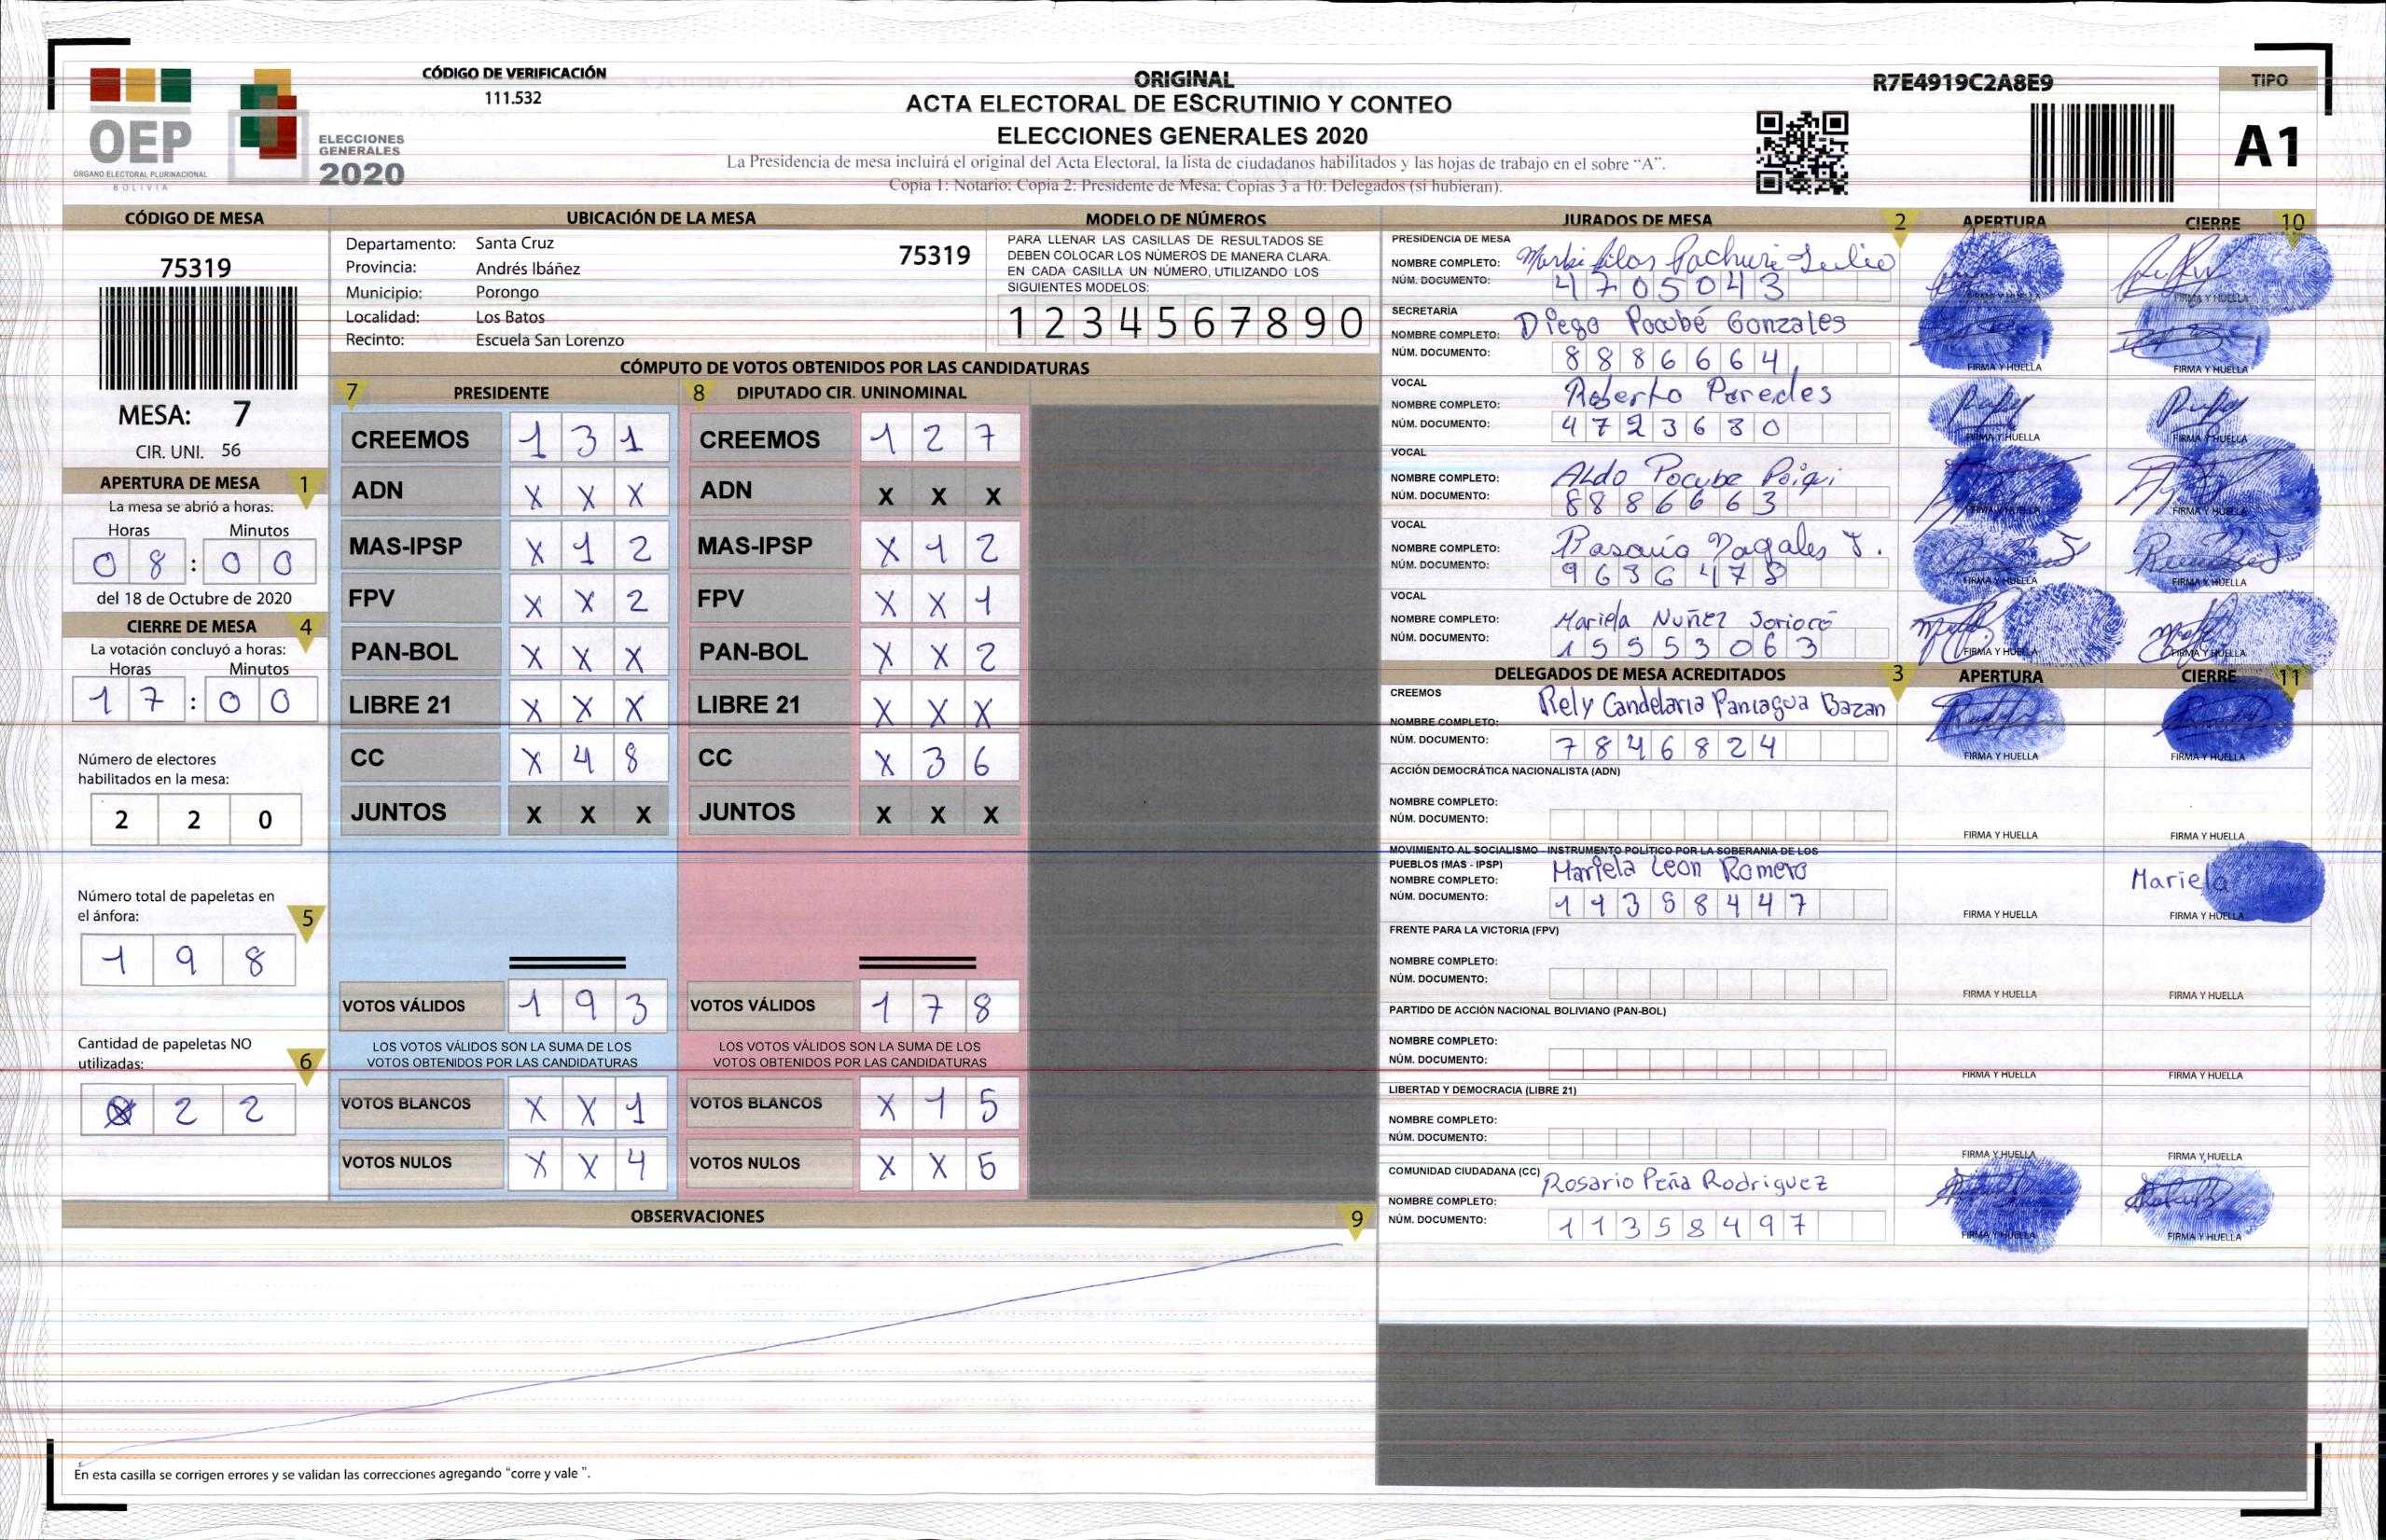 CÓDIGO DE VERIFICACIÓN
111.532
OEP
ÓRGANO ELECTORAL PLURINACIONAL
BOLIVIA
ELECCIONES
GENERALES
2020
ORIGINAL
ACTA ELECTORAL DE ESCRUTINIO Y CONTEO
ELECCIONES GENERALES 2020
La Presidencia de mesa incluirá el original del Acta Electoral, la lista de ciudadanos habilitados y las hojas de trabajo en el sobre “A”.
Copia 1: Notario; Copia 2: Presidente de Mesa; Copias 3 a 10: Delegados (si hubieran).
R7E4919C2A8E9
TIPO
A1
CÓDIGO DE MESA
75319
MESA: 7
CIR. UNI. 56
APERTURA DE MESA 1
La mesa se abrió a horas:
Horas Minutos
0 8 : 0 0
del 18 de Octubre de 2020
CIERRE DE MESA 4
La votación concluyó a horas:
Horas Minutos
1 7 : 0 0
Número de electores
habilitados en la mesa:
2 2 0
Número total de papeletas en
el ánfora: 5
1 9 8
Cantidad de papeletas NO
utilizadas: 6
2 2
UBICACIÓN DE LA MESA
Departamento: Santa Cruz 75319
Provincia: Andrés Ibáñez
Municipio: Porongo
Localidad: Los Batos
Recinto: Escuela San Lorenzo
MODELO DE NÚMEROS
PARA LLENAR LAS CASILLAS DE RESULTADOS SE
DEBEN COLOCAR LOS NÚMEROS DE MANERA CLARA.
EN CADA CASILLA UN NÚMERO, UTILIZANDO LOS
SIGUIENTES MODELOS:
1 2 3 4 5 6 7 8 9 0
CÓMPUTO DE VOTOS OBTENIDOS POR LAS CANDIDATURAS
7 PRESIDENTE
CREEMOS 1 3 1
ADN X X X
MAS-IPSP X 1 2
FPV X X 2
PAN-BOL X X X
LIBRE 21 X X X
CC X 4 8
JUNTOS X X X
VOTOS VÁLIDOS 1 9 3
LOS VOTOS VÁLIDOS SON LA SUMA DE LOS
VOTOS OBTENIDOS POR LAS CANDIDATURAS
VOTOS BLANCOS X X 1
VOTOS NULOS X X 4
8 DIPUTADO CIR. UNINOMINAL
CREEMOS 1 2 7
ADN X X X
MAS-IPSP X 1 2
FPV X X 1
PAN-BOL X X 2
LIBRE 21 X X X
CC X 3 6
JUNTOS X X X
VOTOS VÁLIDOS 1 7 8
LOS VOTOS VÁLIDOS SON LA SUMA DE LOS
VOTOS OBTENIDOS POR LAS CANDIDATURAS
VOTOS BLANCOS X 1 5
VOTOS NULOS X X 5
OBSERVACIONES 9
En esta casilla se corrigen errores y se validan las correcciones agregando “corre y vale ”.
JURADOS DE MESA 2 APERTURA CIERRE 10
PRESIDENCIA DE MESA
NOMBRE COMPLETO:
NÚM. DOCUMENTO: 4 7 0 5 0 4 3
FIRMA Y HUELLA FIRMA Y HUELLA
SECRETARÍA
NOMBRE COMPLETO: Diego Pocubé Gonzales
NÚM. DOCUMENTO: 8 8 8 6 6 6 4
FIRMA Y HUELLA FIRMA Y HUELLA
VOCAL
NOMBRE COMPLETO: Roberto Paredes
NÚM. DOCUMENTO: 4 7 2 3 6 8 0
FIRMA Y HUELLA FIRMA Y HUELLA
VOCAL
NOMBRE COMPLETO: Aldo Pocube
NÚM. DOCUMENTO: 8 8 8 6 6 6 3
FIRMA Y HUELLA FIRMA Y HUELLA
VOCAL
NOMBRE COMPLETO:
NÚM. DOCUMENTO: 9 6 3 6 4 7 8
FIRMA Y HUELLA FIRMA Y HUELLA
VOCAL
NOMBRE COMPLETO: Mariela Nuñez Sorioco
NÚM. DOCUMENTO: 1 5 5 5 3 0 6 3
FIRMA Y HUELLA FIRMA Y HUELLA
DELEGADOS DE MESA ACREDITADOS 3 APERTURA CIERRE 11
CREEMOS
NOMBRE COMPLETO: Rely Candelaria Paniagua Bazan
NÚM. DOCUMENTO: 7 8 4 6 8 2 4
FIRMA Y HUELLA FIRMA Y HUELLA
ACCIÓN DEMOCRÁTICA NACIONALISTA (ADN)
NOMBRE COMPLETO:
NÚM. DOCUMENTO:
FIRMA Y HUELLA FIRMA Y HUELLA
MOVIMIENTO AL SOCIALISMO - INSTRUMENTO POLÍTICO POR LA SOBERANIA DE LOS
PUEBLOS (MAS - IPSP)
NOMBRE COMPLETO: Mariela Leon Romero Mariela
NÚM. DOCUMENTO: 1 1 3 5 8 4 4 7
FIRMA Y HUELLA FIRMA Y HUELLA
FRENTE PARA LA VICTORIA (FPV)
NOMBRE COMPLETO:
NÚM. DOCUMENTO:
FIRMA Y HUELLA FIRMA Y HUELLA
PARTIDO DE ACCIÓN NACIONAL BOLIVIANO (PAN-BOL)
NOMBRE COMPLETO:
NÚM. DOCUMENTO:
FIRMA Y HUELLA FIRMA Y HUELLA
LIBERTAD Y DEMOCRACIA (LIBRE 21)
NOMBRE COMPLETO:
NÚM. DOCUMENTO:
FIRMA Y HUELLA FIRMA Y HUELLA
COMUNIDAD CIUDADANA (CC)
NOMBRE COMPLETO: Rosario Peña Rodriguez
NÚM. DOCUMENTO: 1 1 3 5 8 4 9 7
FIRMA Y HUELLA FIRMA Y HUELLA